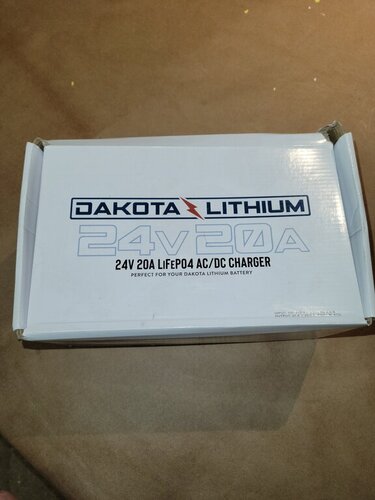 DAKOTA LITHIUM
24V 20A
24V 20A LiFEPO4 AC/DC CHARGER
PERFECT FOR YOUR DAKOTA LITHIUM BATTERY